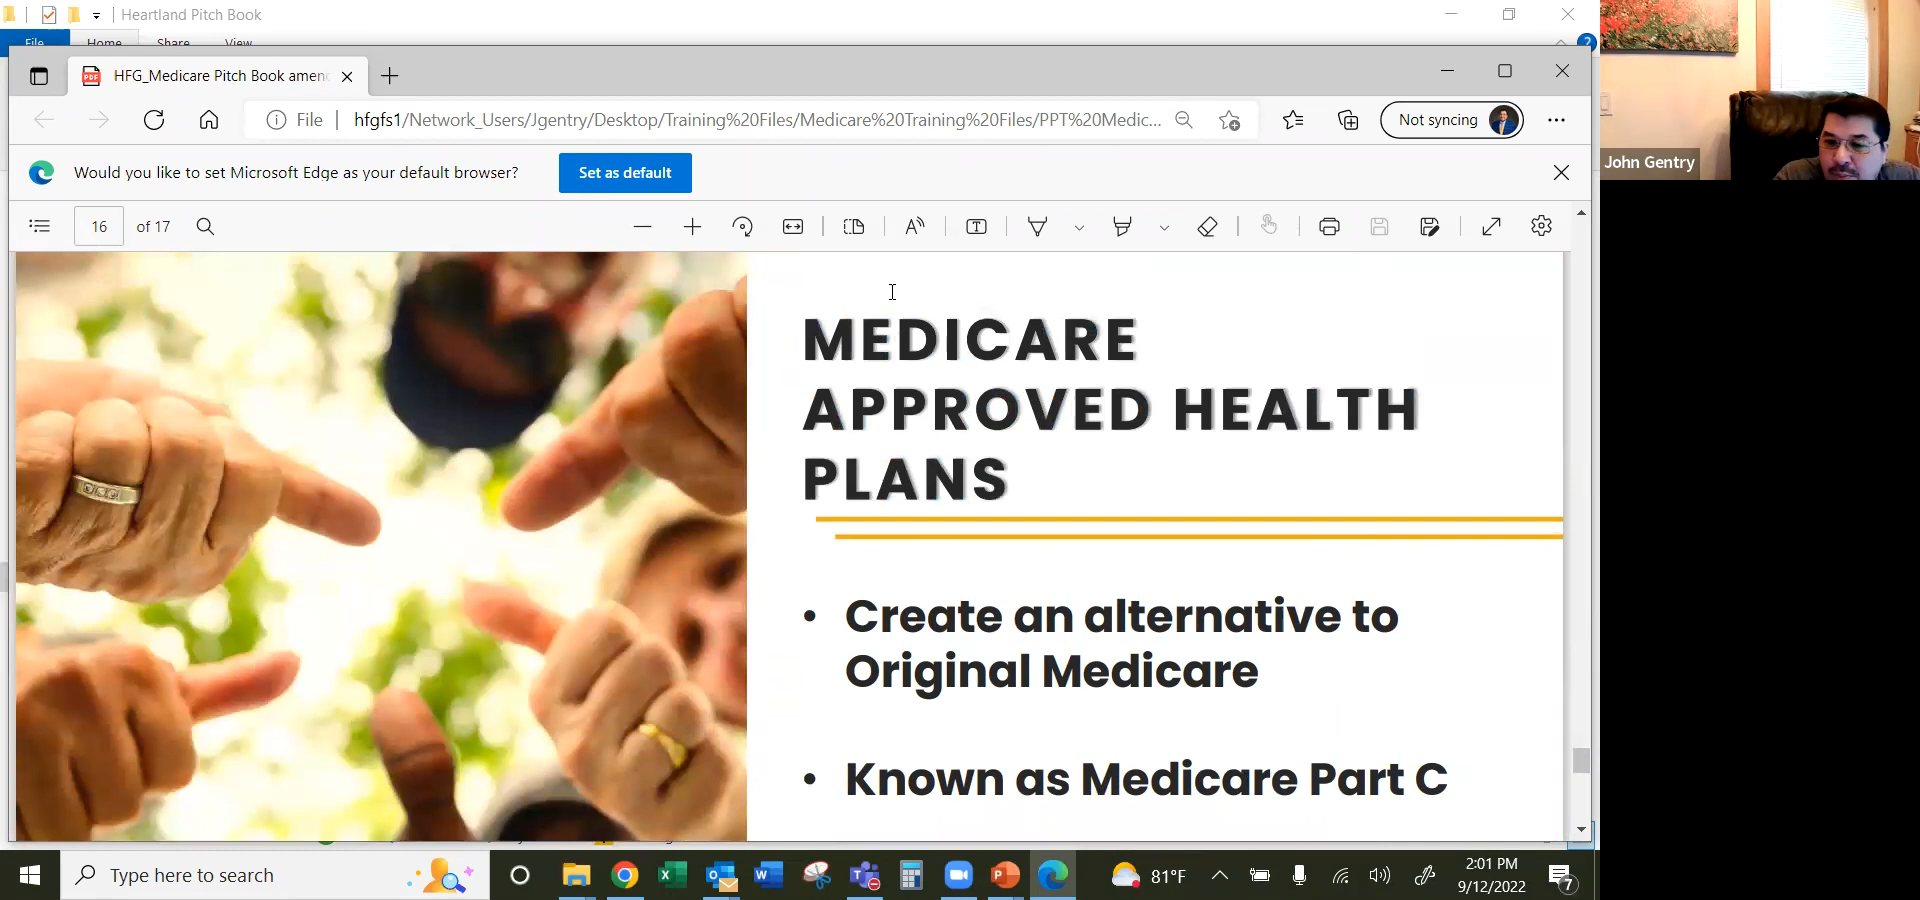 Heartland Pitch Book
File Home Share View
2
HFG_Medicare Pitch Book amen
File hfgfs1/Network_Users/Jgentry/Desktop/Training%20Files/Medicare%20Training%20Files/PPT%20Medic...
Not syncing
Would you like to set Microsoft Edge as your default browser?
Set as default
16 of 17
John Gentry
MEDICARE
APPROVED HEALTH
PLANS
• Create an alternative to
Original Medicare
• Known as Medicare Part C
Type here to search
81°F
2:01 PM
9/12/2022
7